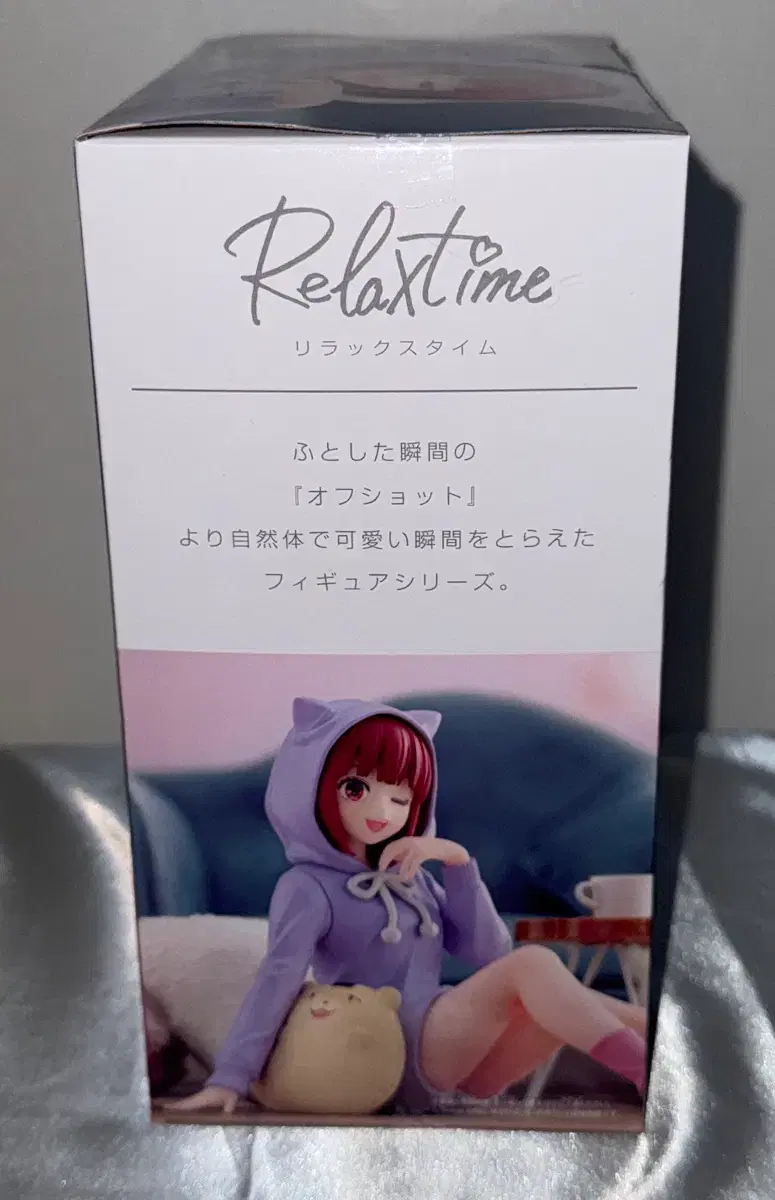 Relaxtime
リラックスタイム
ふとした瞬間の
『オフショット』
より自然体で可愛い瞬間をとらえた
フィギュアシリーズ。